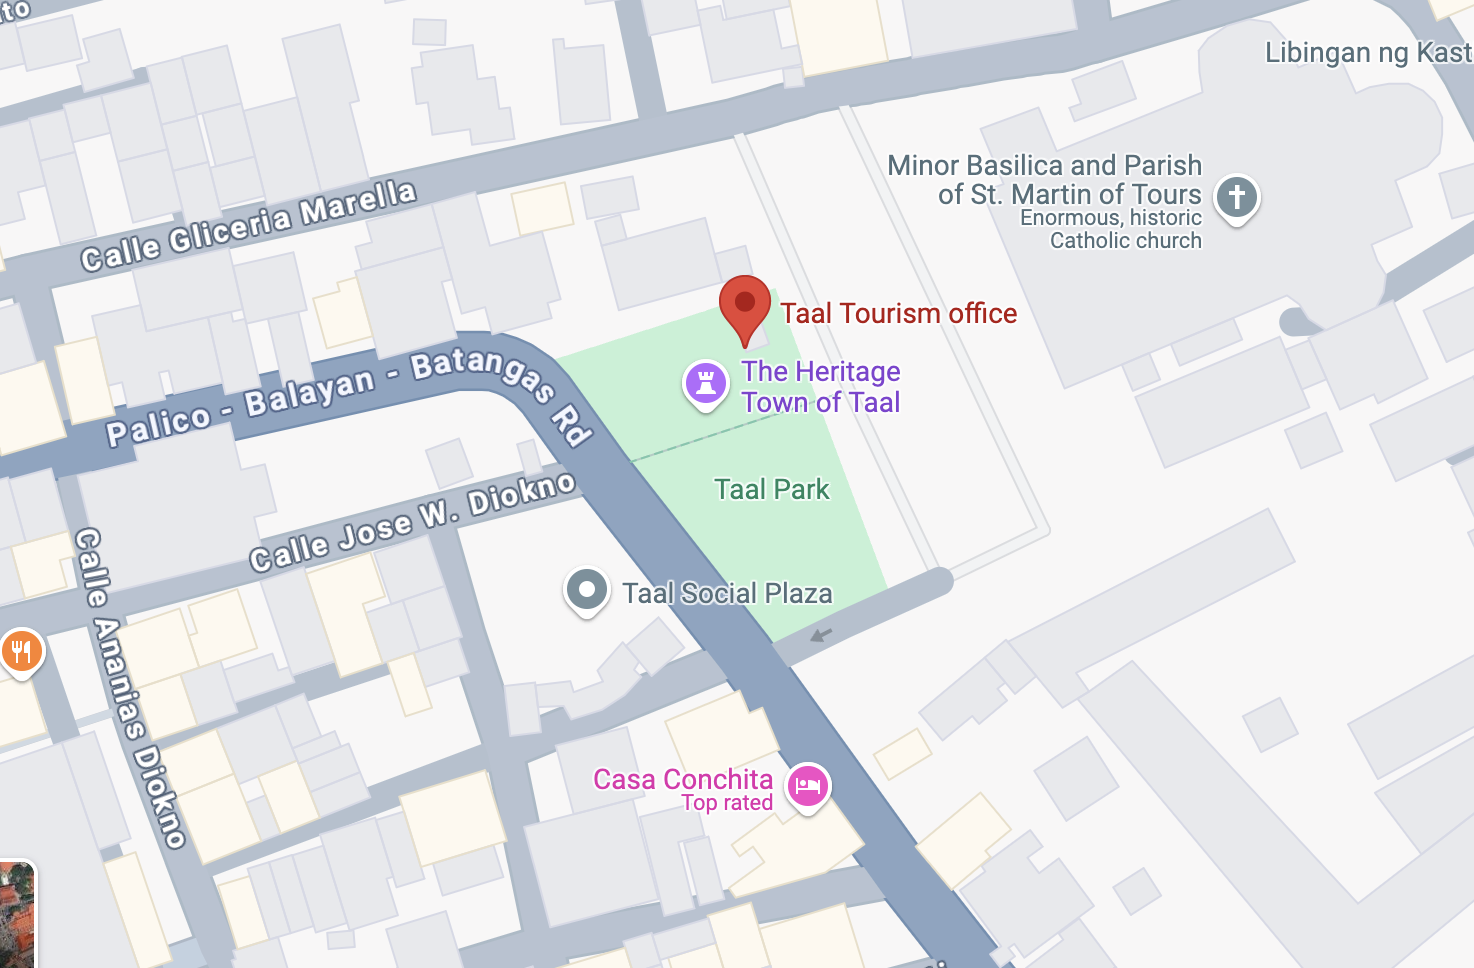 Libingan ng Kast
Minor Basilica and Parish
of St. Martin of Tours
Enormous, historic
Catholic church
Calle Gliceria Marella
Taal Tourism office
Palico - Balayan - Batangas Rd
The Heritage
Town of Taal
Calle Jose W. Diokno
Taal Park
Calle Ananias Diokno
Taal Social Plaza
Casa Conchita
Top rated